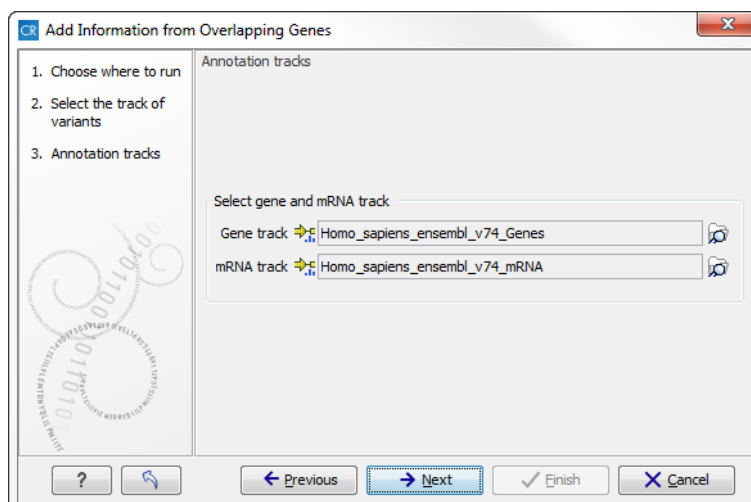 CR Add Information from Overlapping Genes
X
1. Choose where to run
2. Select the track of
variants
3. Annotation tracks
Annotation tracks
Select gene and mRNA track
Gene track Homo_sapiens_ensembl_v74_Genes
mRNA track Homo_sapiens_ensembl_v74_mRNA
? Previous Next Finish Cancel